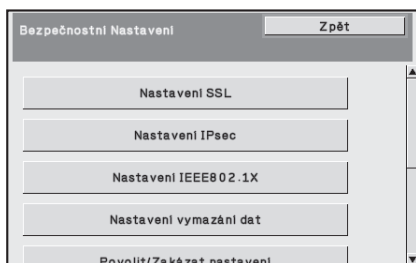 Bezpečnostní Nastavení
Zpět
Nastavení SSL
Nastavení IPsec
Nastavení IEEE802.1X
Nastavení vymazání dat
Povolit/Zakázat nastavení